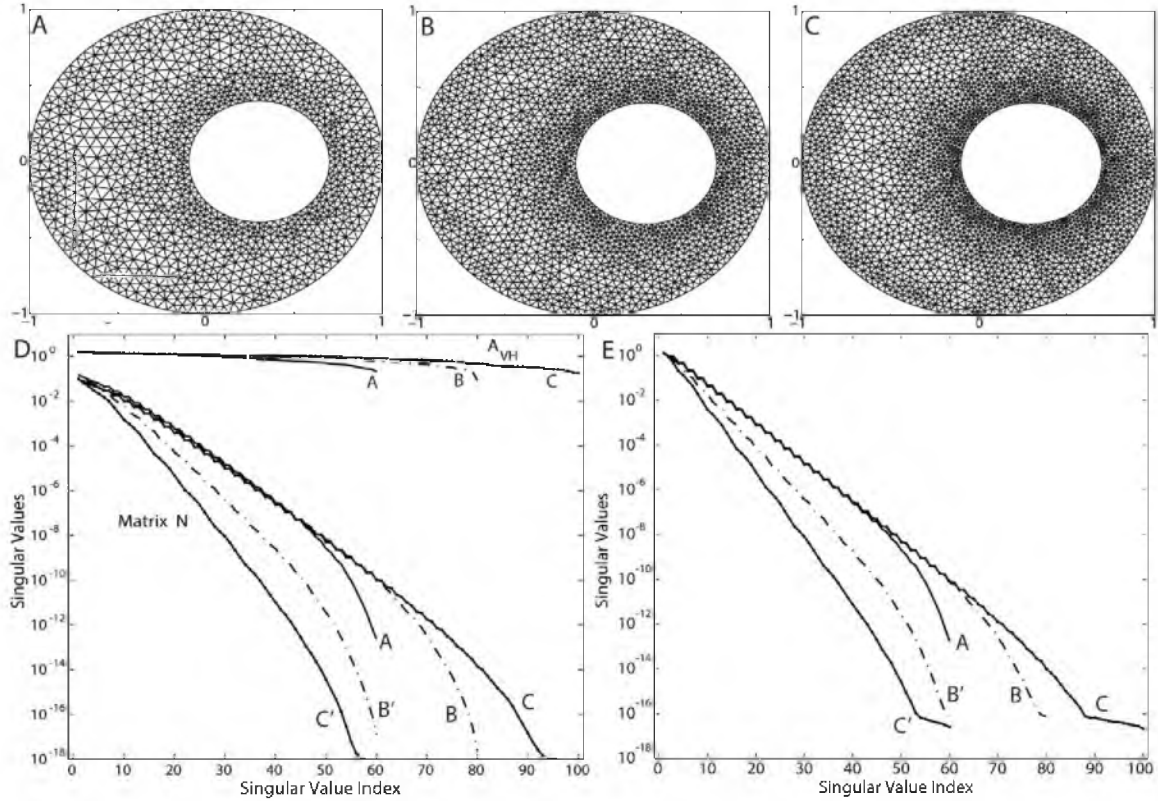 A
B
C
1
0
-1
-1
0
1
-1
0
1
-1
0
1
1
0
-1
1
0
-1
D
E
A_VH
A
B
C
Matrix N
A
B'
B
C
C'
A
B'
B
C
C'
Singular Values
10^0
10^-2
10^-4
10^-6
10^-8
10^-10
10^-12
10^-14
10^-16
10^-18
0 10 20 30 40 50 60 70 80 90 100
Singular Value Index
Singular Values
10^0
10^-2
10^-4
10^-6
10^-8
10^-10
10^-12
10^-14
10^-16
10^-18
0 10 20 30 40 50 60 70 80 90 100
Singular Value Index